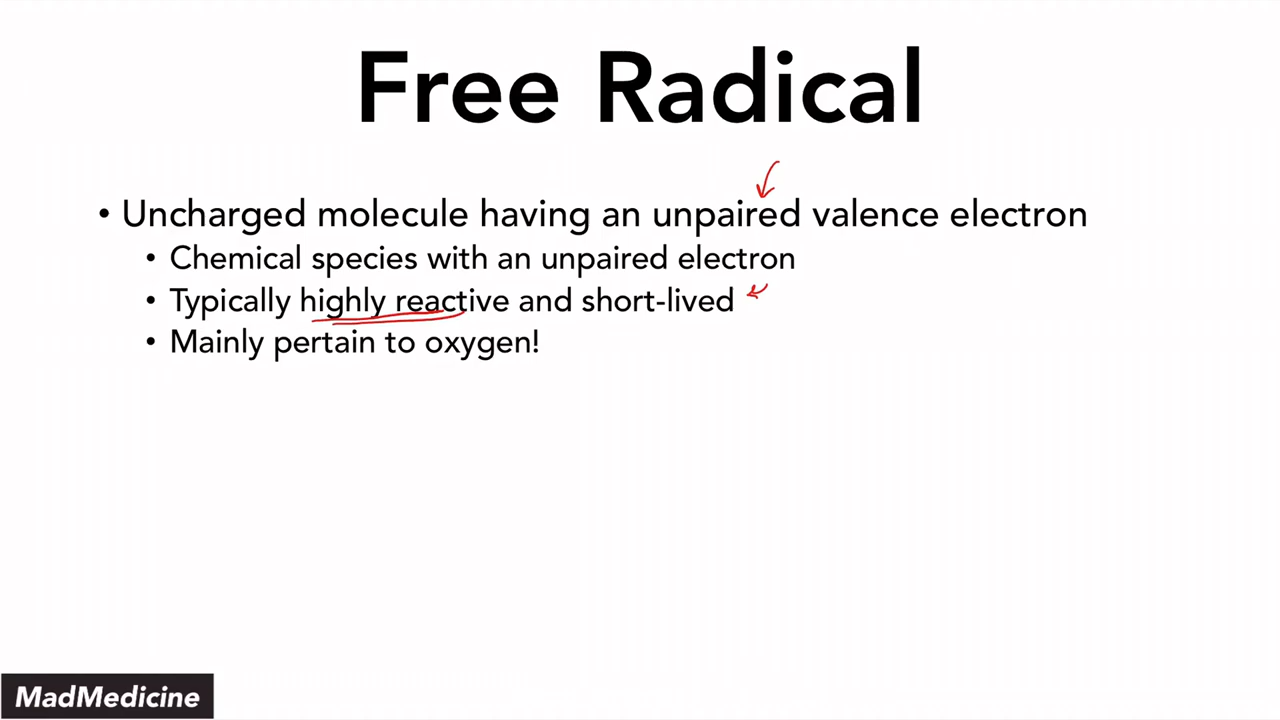 Free Radical
• Uncharged molecule having an unpaired valence electron
• Chemical species with an unpaired electron
• Typically highly reactive and short-lived
• Mainly pertain to oxygen!
MadMedicine